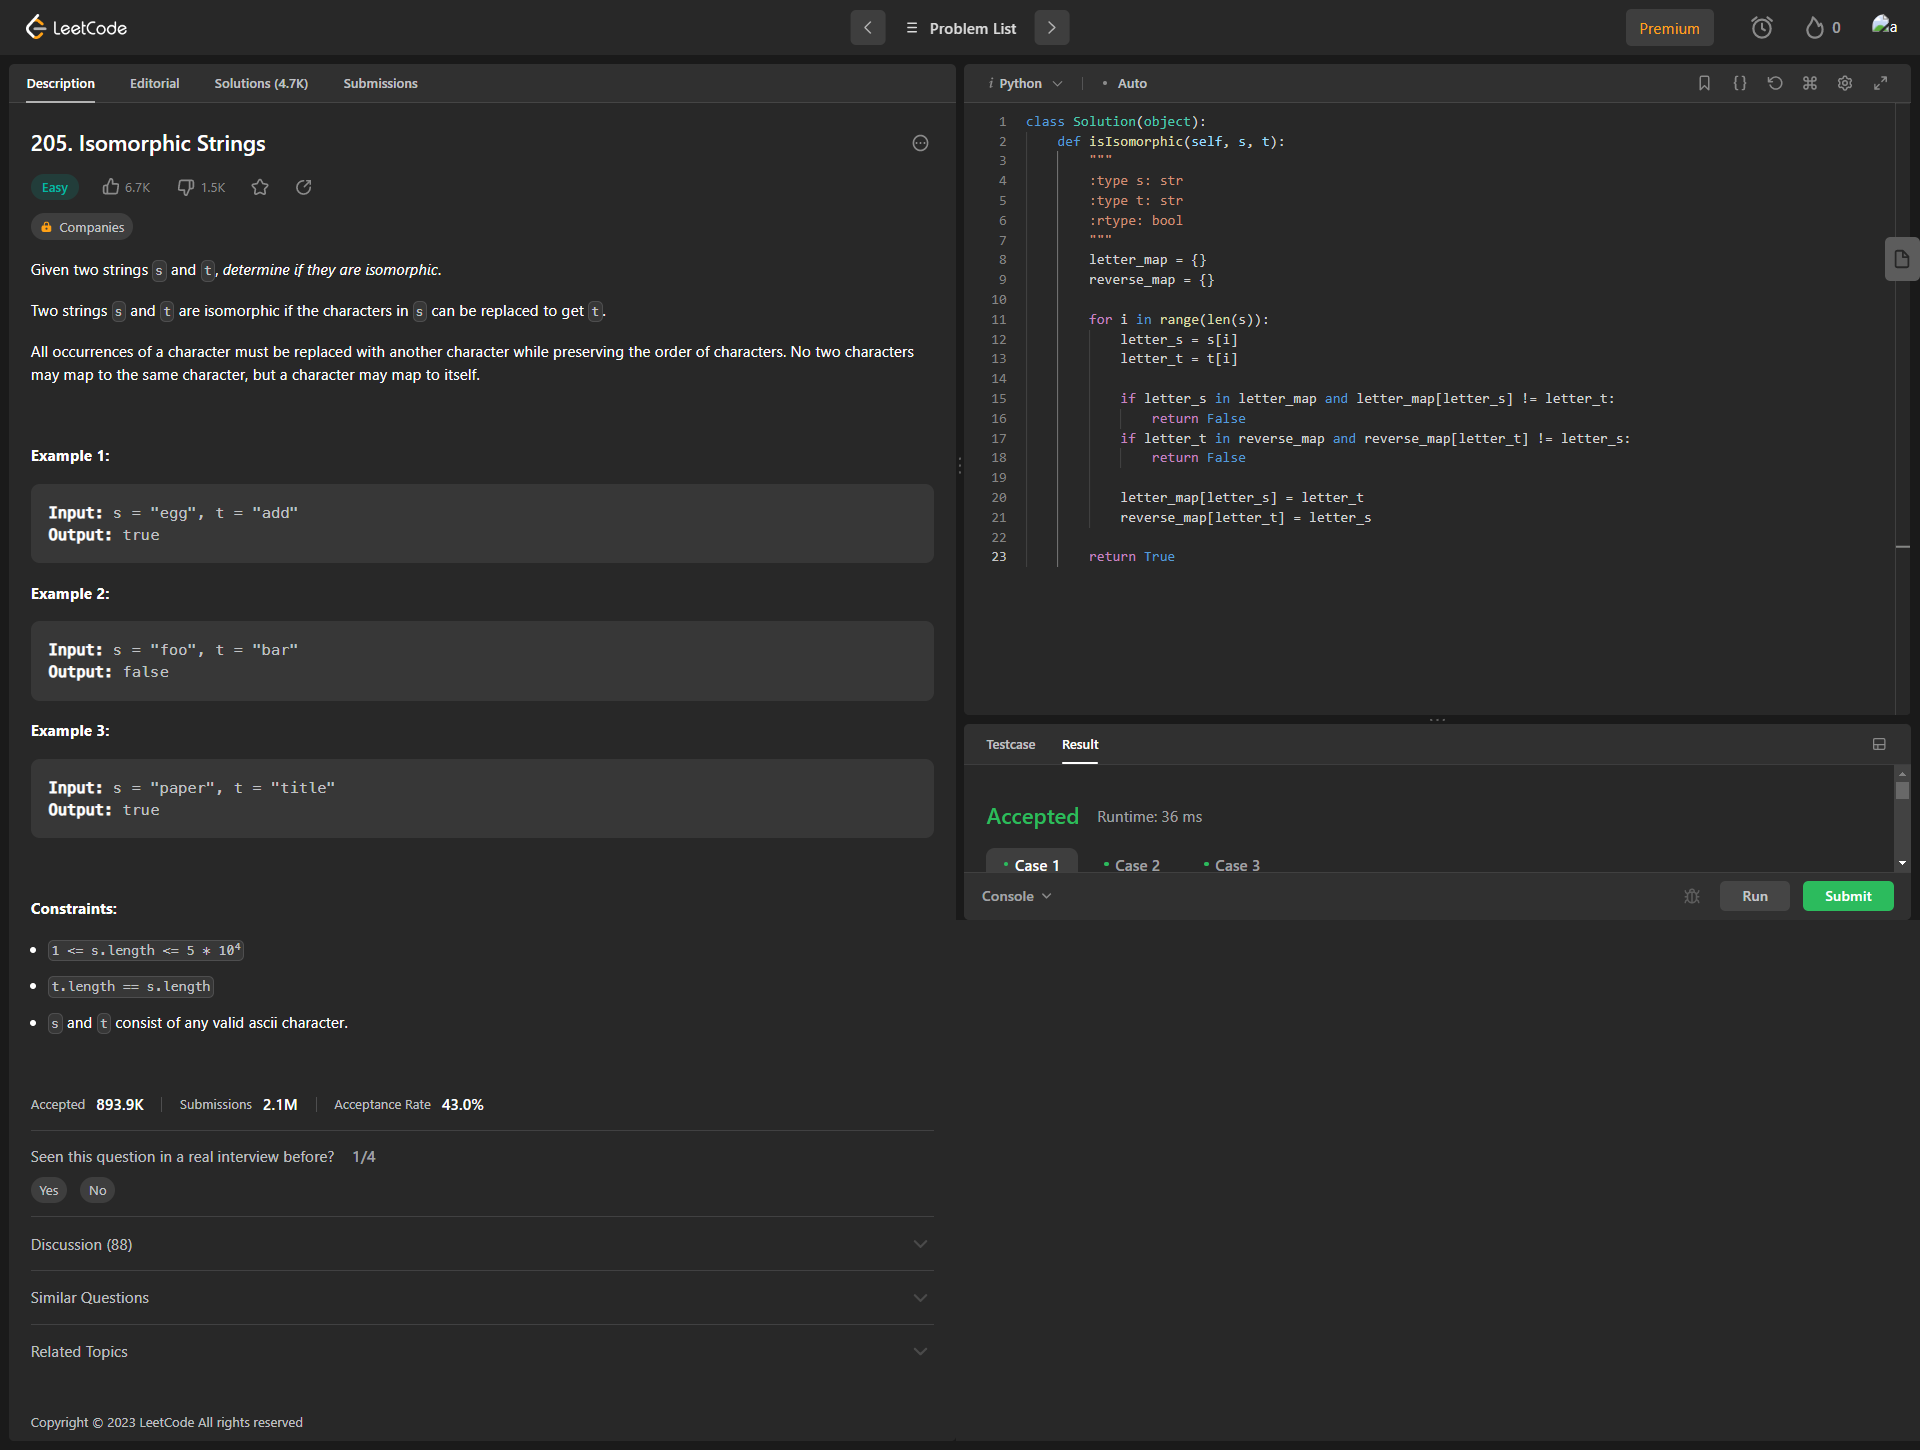 LeetCode
Problem List
Premium
0
a
Description Editorial Solutions (4.7K) Submissions
205. Isomorphic Strings
Easy 6.7K 1.5K
Companies
Given two strings s and t, determine if they are isomorphic.
Two strings s and t are isomorphic if the characters in s can be replaced to get t.
All occurrences of a character must be replaced with another character while preserving the order of characters. No two characters
may map to the same character, but a character may map to itself.
Example 1:
Input: s = "egg", t = "add"
Output: true
Example 2:
Input: s = "foo", t = "bar"
Output: false
Example 3:
Input: s = "paper", t = "title"
Output: true
Constraints:
1 <= s.length <= 5 * 10⁴
t.length == s.length
s and t consist of any valid ascii character.
Accepted 893.9K Submissions 2.1M Acceptance Rate 43.0%
Seen this question in a real interview before? 1/4
Yes No
Discussion (88)
Similar Questions
Related Topics
Copyright © 2023 LeetCode All rights reserved
i Python • Auto
1 class Solution(object):
2 def isIsomorphic(self, s, t):
3 """
4 :type s: str
5 :type t: str
6 :rtype: bool
7 """
8 letter_map = {}
9 reverse_map = {}
10
11 for i in range(len(s)):
12 letter_s = s[i]
13 letter_t = t[i]
14
15 if letter_s in letter_map and letter_map[letter_s] != letter_t:
16 return False
17 if letter_t in reverse_map and reverse_map[letter_t] != letter_s:
18 return False
19
20 letter_map[letter_s] = letter_t
21 reverse_map[letter_t] = letter_s
22
23 return True
Testcase Result
Accepted Runtime: 36 ms
• Case 1 • Case 2 • Case 3
Console Run Submit